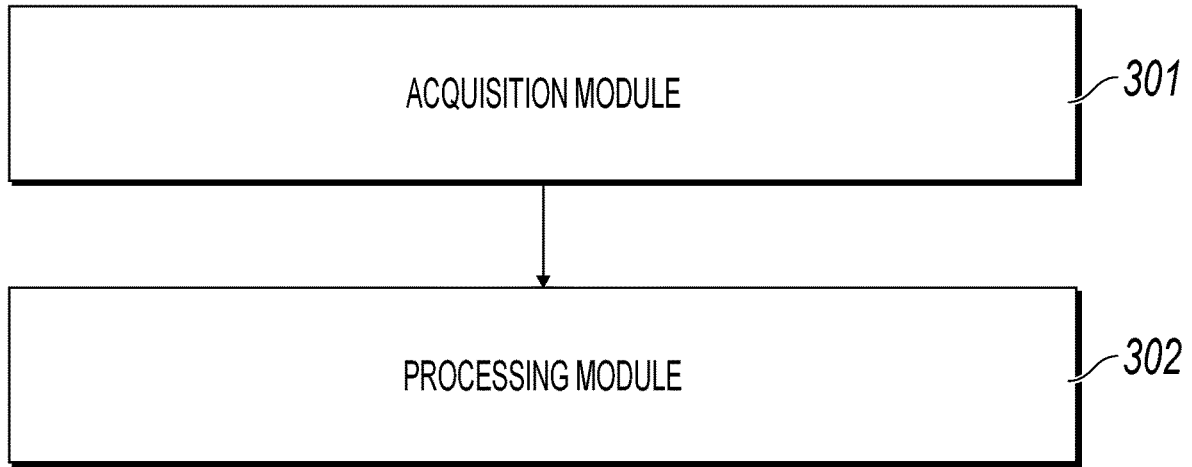 ACQUISITION MODULE
301
PROCESSING MODULE
302